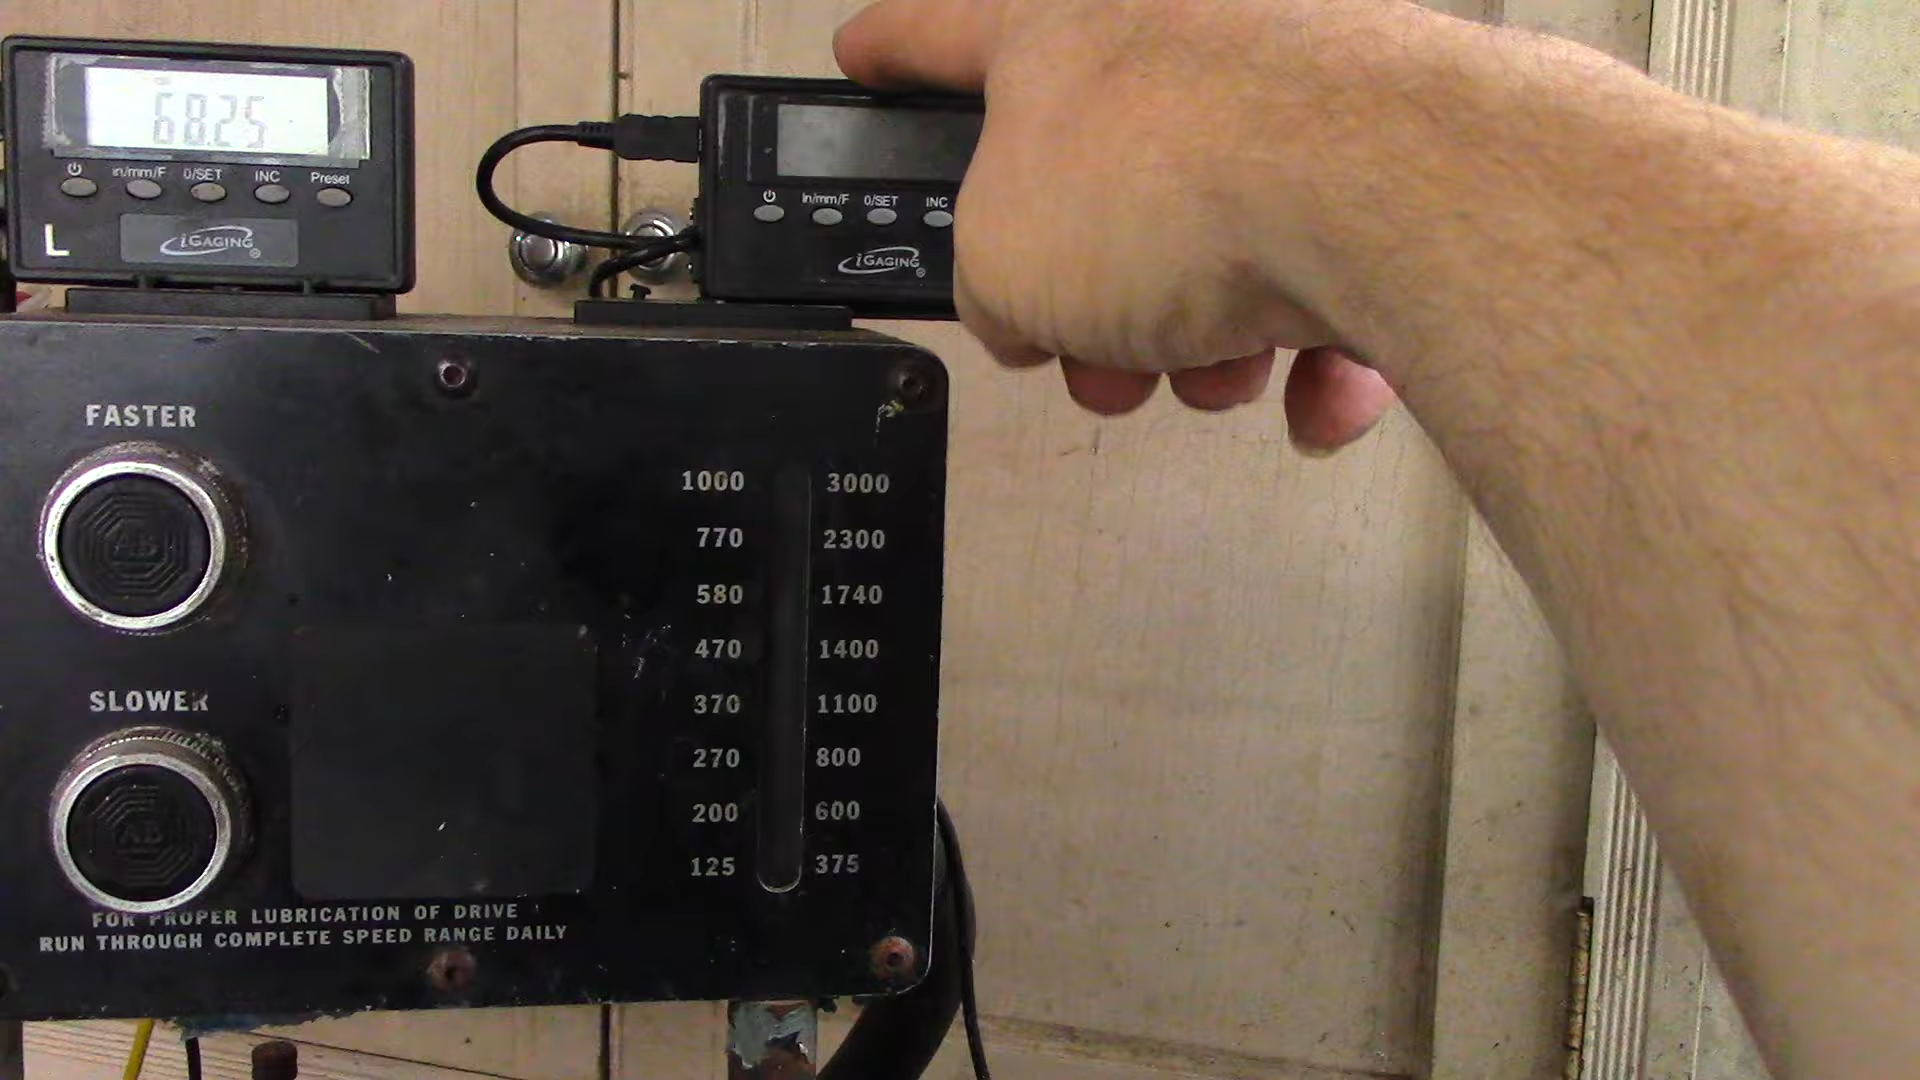 68.25
in/mm/F 0/SET INC Preset
L
iGAGING®
in/mm/F 0/SET INC
iGAGING®
FASTER
AB
SLOWER
AB
1000 3000
770 2300
580 1740
470 1400
370 1100
270 800
200 600
125 375
FOR PROPER LUBRICATION OF DRIVE
RUN THROUGH COMPLETE SPEED RANGE DAILY